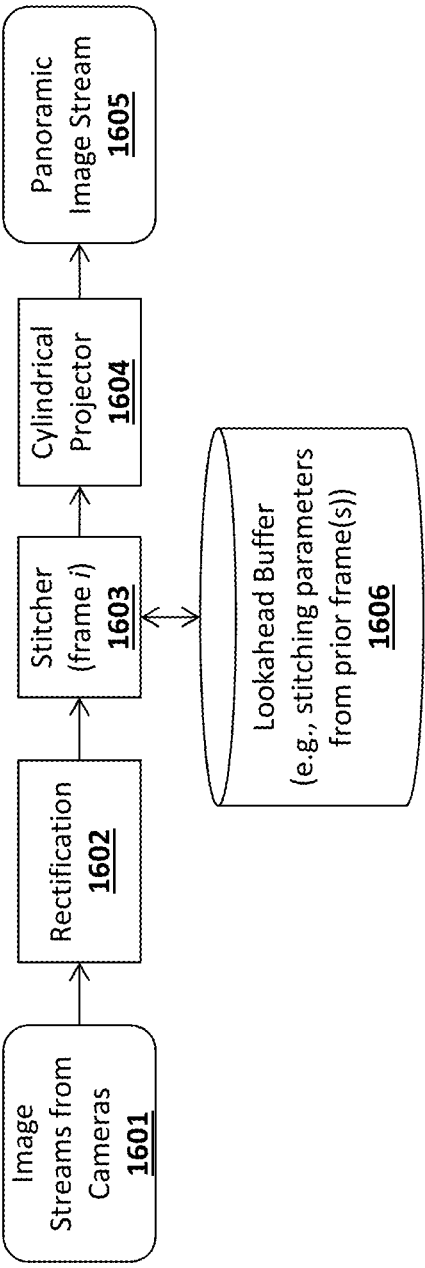 Image
Streams from
Cameras
1601
Rectification
1602
Stitcher
(frame i)
1603
Cylindrical
Projector
1604
Panoramic
Image Stream
1605
Lookahead Buffer
(e.g., stitching parameters
from prior frame(s))
1606